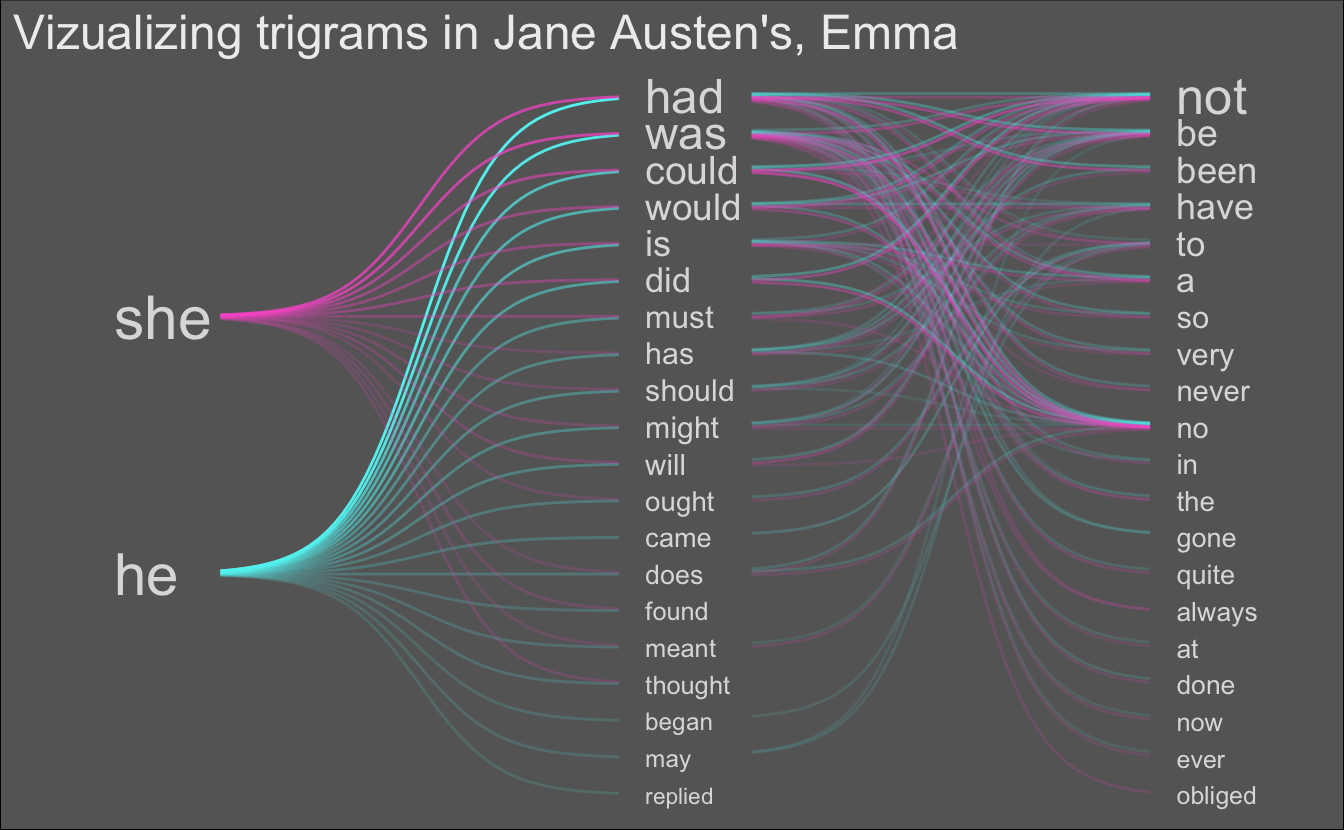 Vizualizing trigrams in Jane Austen's, Emma
she
he
had
was
could
would
is
did
must
has
should
might
will
ought
came
does
found
meant
thought
began
may
replied
not
be
been
have
to
a
so
very
never
no
in
the
gone
quite
always
at
done
now
ever
obliged